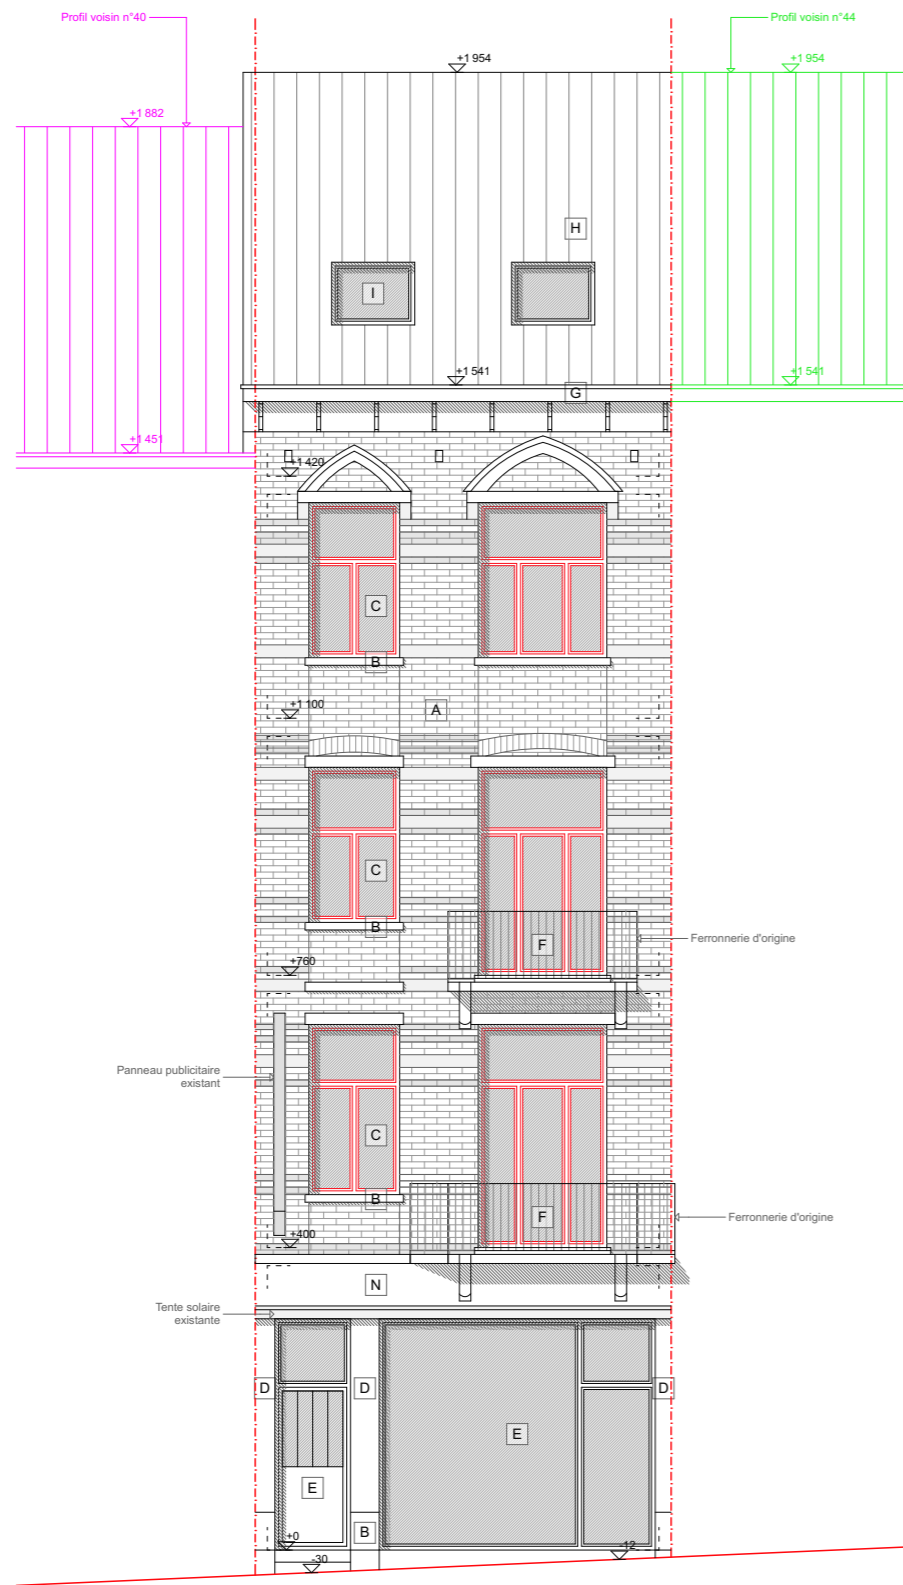 Profil voisin n°40
Profil voisin n°44
+1 954
+1 954
+1 882
H
I
+1 541
+1 541
G
+1 451
+1 420
C
B
+1 100
A
C
B
F
Ferronnerie d'origine
+760
Panneau publicitaire
existant
C
B
F
Ferronnerie d'origine
+400
N
Tente solaire
existante
D
D
D
E
E
B
+0
-12
-30